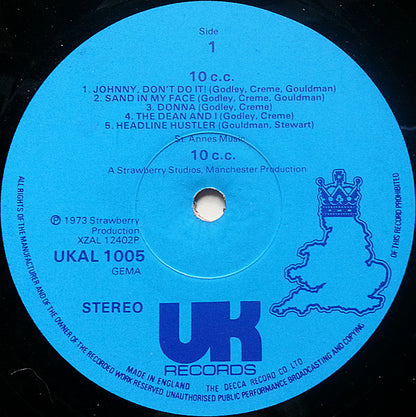 Side
1
10 c.c.
1. JOHNNY, DON'T DO IT! (Godley, Creme, Gouldman)
2. SAND IN MY FACE (Godley, Creme, Gouldman)
3. DONNA (Godley, Creme)
4. THE DEAN AND I (Godley, Creme)
5. HEADLINE HUSTLER (Gouldman, Stewart)
St. Annes Music
10 c.c.
A Strawberry Studios, Manchester Production
℗ 1973 Strawberry
Production
XZAL 12402P
UKAL 1005
GEMA
STEREO
UK
RECORDS
MADE IN ENGLAND THE DECCA RECORD CO LTD
ALL RIGHTS OF THE MANUFACTURER AND OF THE OWNER OF THE RECORDED WORK RESERVED UNAUTHORISED PUBLIC PERFORMANCE BROADCASTING AND COPYING OF THIS RECORD PROHIBITED